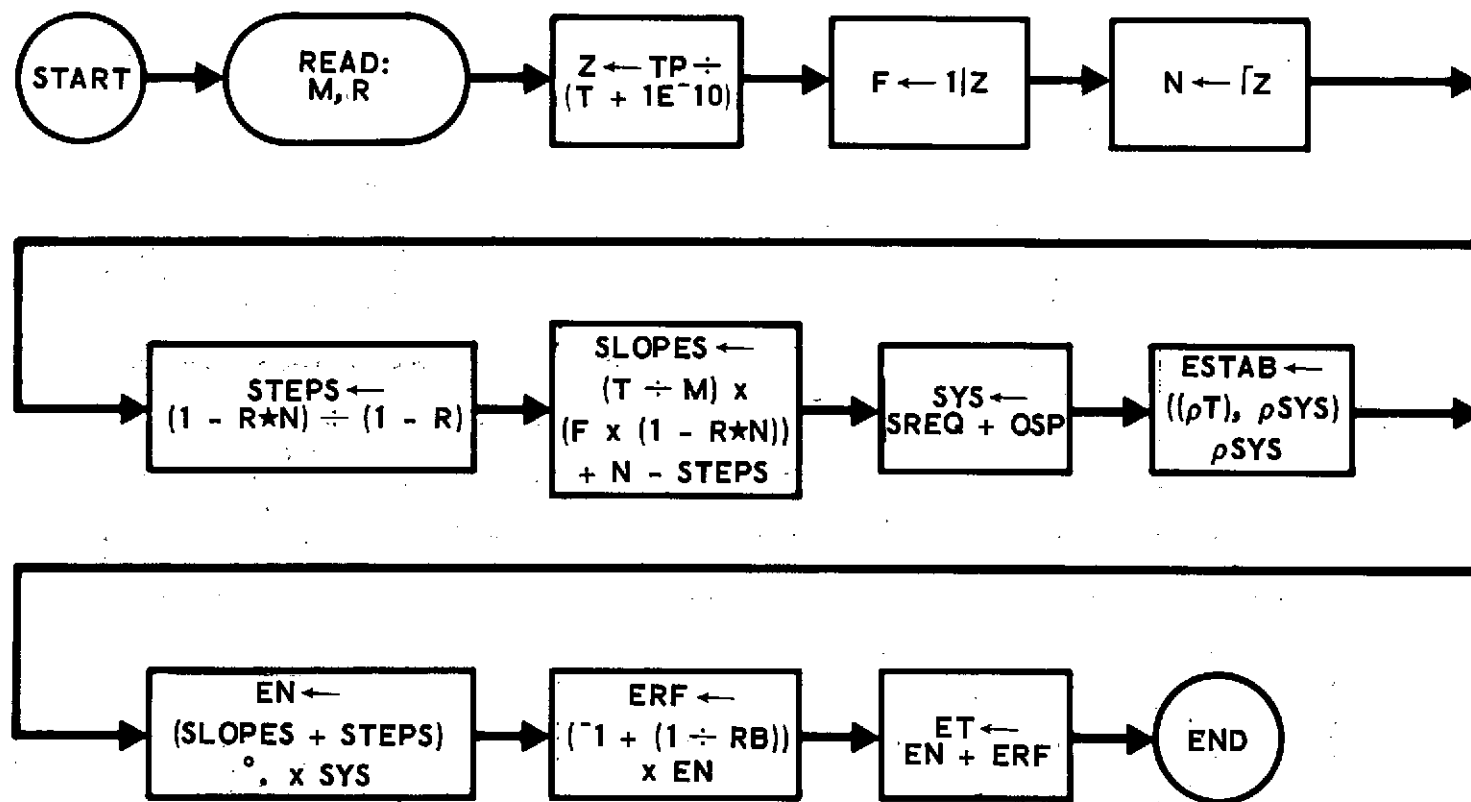 START
READ:
M, R
Z ← TP ÷
(T + 1E⁻10)
F ← 1|Z
N ← ⌈Z
STEPS ←
(1 - R★N) ÷ (1 - R)
SLOPES ←
(T ÷ M) x
(F x (1 - R★N))
+ N - STEPS
SYS ←
SREQ + OSP
ESTAB ←
((ρT), ρSYS)
ρSYS
EN ←
(SLOPES + STEPS)
°. x SYS
ERF ←
(⁻1 + (1 ÷ RB))
x EN
ET ←
EN + ERF
END